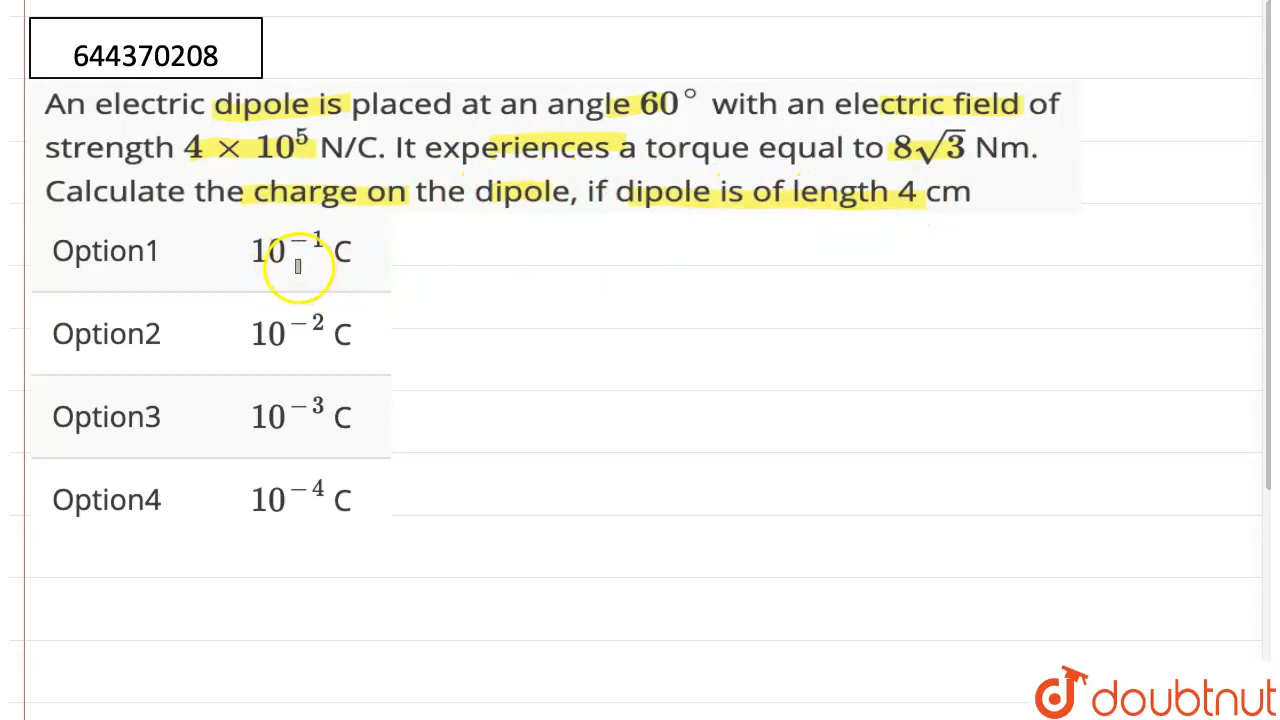 644370208
An electric dipole is placed at an angle 60° with an electric field of
strength 4 × 10⁵ N/C. It experiences a torque equal to 8√3 Nm.
Calculate the charge on the dipole, if dipole is of length 4 cm
Option1 10⁻¹ C
Option2 10⁻² C
Option3 10⁻³ C
Option4 10⁻⁴ C
doubtnut